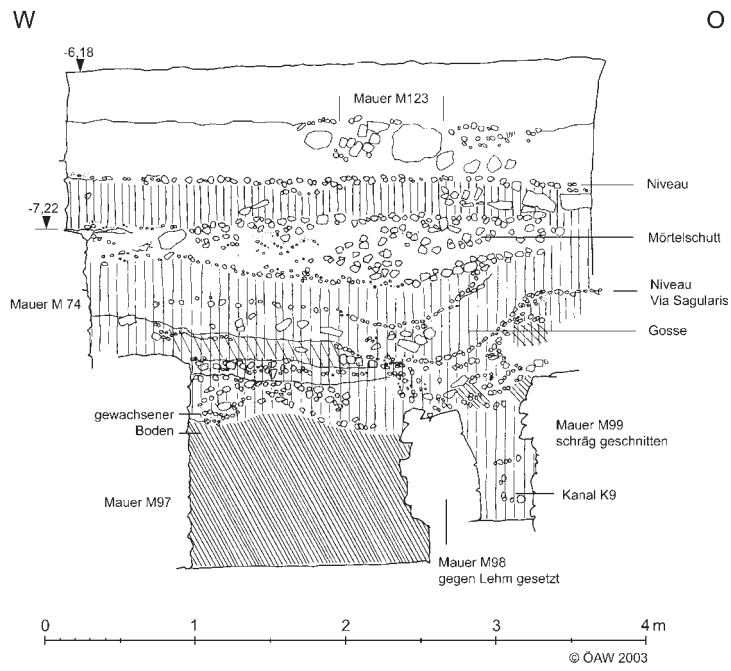 W
O
-6,18
Mauer M123
Niveau
-7,22
Mörtelschutt
Mauer M 74
Niveau
Via Sagularis
Gosse
gewachsener
Boden
Mauer M99
schräg geschnitten
Mauer M97
Kanal K9
Mauer M98
gegen Lehm gesetzt
0
1
2
3
4 m
© ÖAW 2003